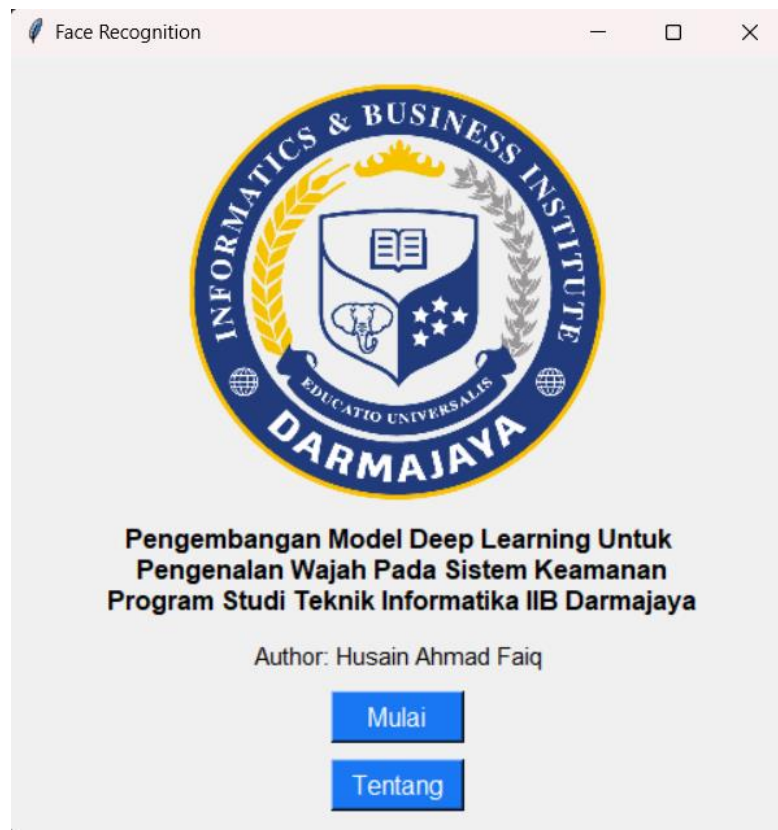 Face Recognition
INFORMATICS & BUSINESS INSTITUTE
EDUCATIO UNIVERSALIS
DARMAJAYA
Pengembangan Model Deep Learning Untuk
Pengenalan Wajah Pada Sistem Keamanan
Program Studi Teknik Informatika IIB Darmajaya
Author: Husain Ahmad Faiq
Mulai
Tentang